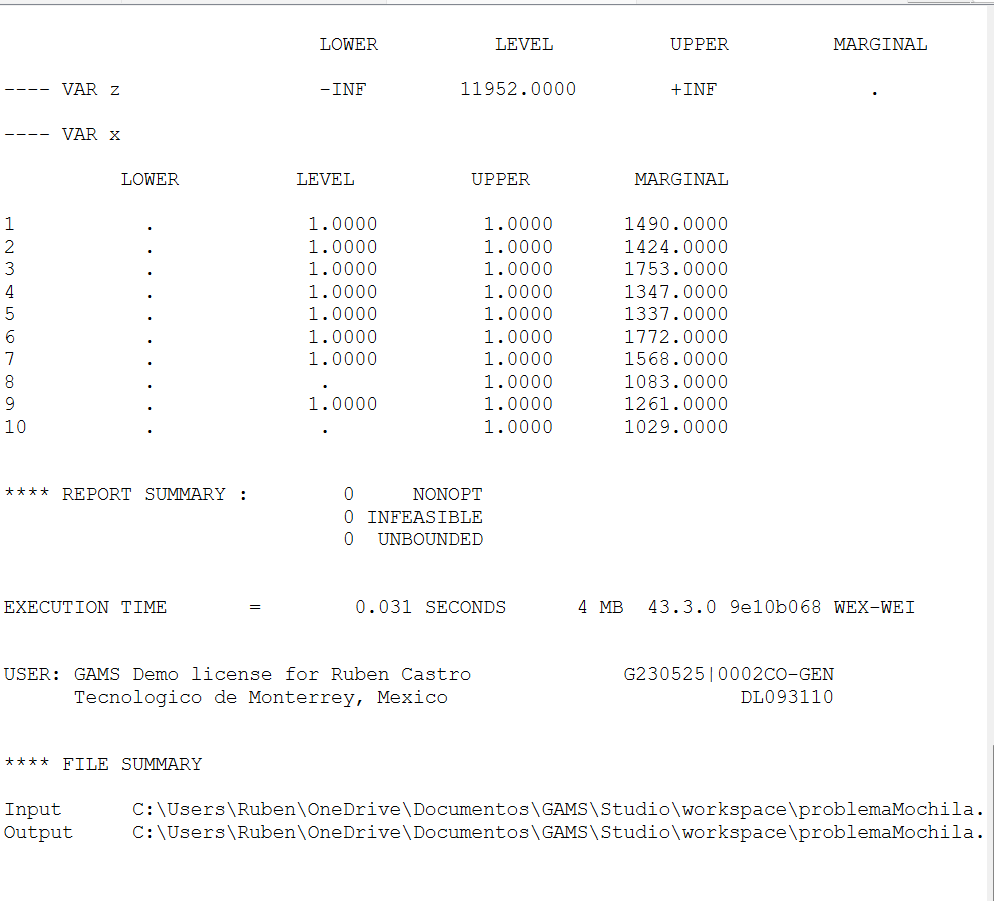 LOWER LEVEL UPPER MARGINAL
---- VAR z -INF 11952.0000 +INF .
---- VAR x
LOWER LEVEL UPPER MARGINAL
1 . 1.0000 1.0000 1490.0000
2 . 1.0000 1.0000 1424.0000
3 . 1.0000 1.0000 1753.0000
4 . 1.0000 1.0000 1347.0000
5 . 1.0000 1.0000 1337.0000
6 . 1.0000 1.0000 1772.0000
7 . 1.0000 1.0000 1568.0000
8 . . 1.0000 1083.0000
9 . 1.0000 1.0000 1261.0000
10 . . 1.0000 1029.0000
**** REPORT SUMMARY : 0 NONOPT
0 INFEASIBLE
0 UNBOUNDED
EXECUTION TIME = 0.031 SECONDS 4 MB 43.3.0 9e10b068 WEX-WEI
USER: GAMS Demo license for Ruben Castro G230525|0002CO-GEN
Tecnologico de Monterrey, Mexico DL093110
**** FILE SUMMARY
Input C:\Users\Ruben\OneDrive\Documentos\GAMS\Studio\workspace\problemaMochila.
Output C:\Users\Ruben\OneDrive\Documentos\GAMS\Studio\workspace\problemaMochila.